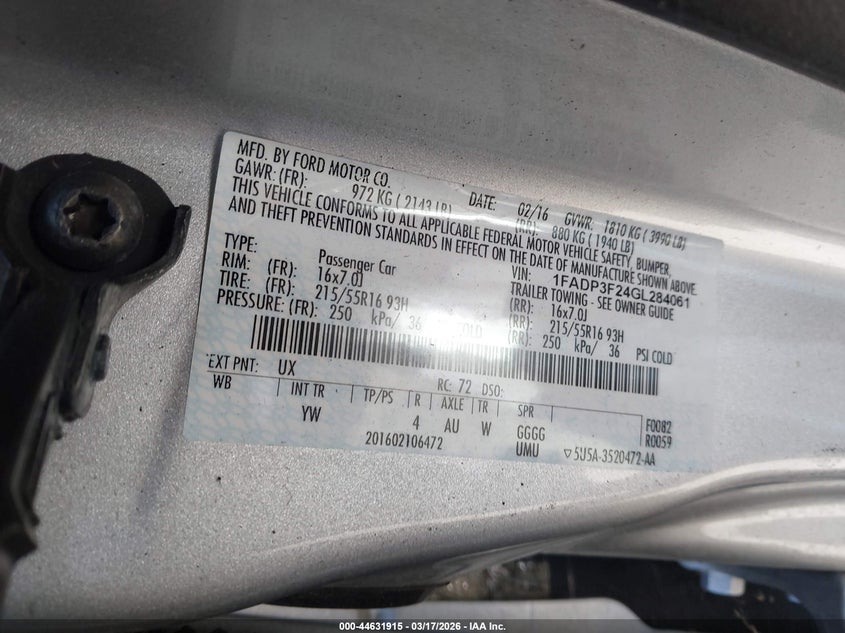 MFD. BY FORD MOTOR CO. DATE: 02/16 GVWR: 1810 KG ( 3990 LB)
GAWR: (FR): 972 KG ( 2143 LB) (RR): 880 KG ( 1940 LB)
THIS VEHICLE CONFORMS TO ALL APPLICABLE FEDERAL MOTOR VEHICLE SAFETY, BUMPER,
AND THEFT PREVENTION STANDARDS IN EFFECT ON THE DATE OF MANUFACTURE SHOWN ABOVE.
VIN: 1FADP3F24GL284061
TYPE: Passenger Car TRAILER TOWING - SEE OWNER GUIDE
RIM: (FR): 16x7.0J (RR): 16x7.0J
TIRE: (FR): 215/55R16 93H (RR): 215/55R16 93H
PRESSURE: (FR): 250 kPa/ 36 COLD (RR): 250 kPa/ 36 PSI COLD
EXT PNT: UX RC: 72 DSO:
WB INT TR TP/PS R AXLE TR SPR
YW 4 AU W GGGG F0082
UMU R0059
201602106472 ▽5U5A-3520472-AA
000-44631915 - 03/17/2026 - IAA Inc.